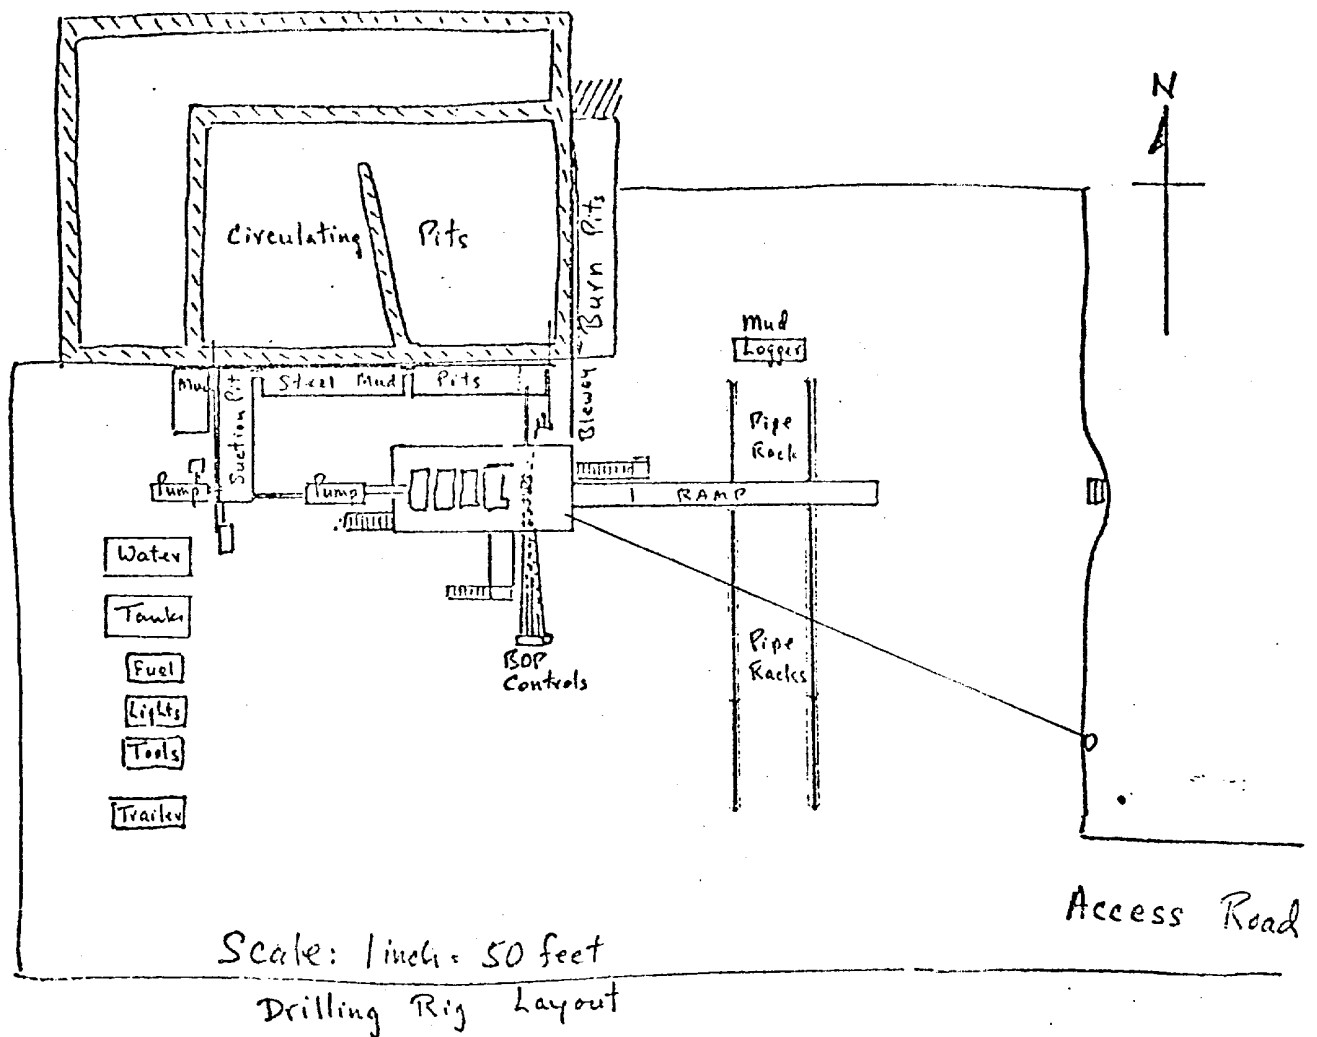 N
Circulating Pits
Burn Pits
Mud
Logger
Mud
Suction Pit
Steel Mud Pits
Blewey
Pipe
Rack
Pump
Pump
RAMP
Water
Tanks
Fuel
Lights
Tools
Trailer
BOP
Controls
Pipe
Racks
Access Road
Scale: 1 inch = 50 feet
Drilling Rig Layout